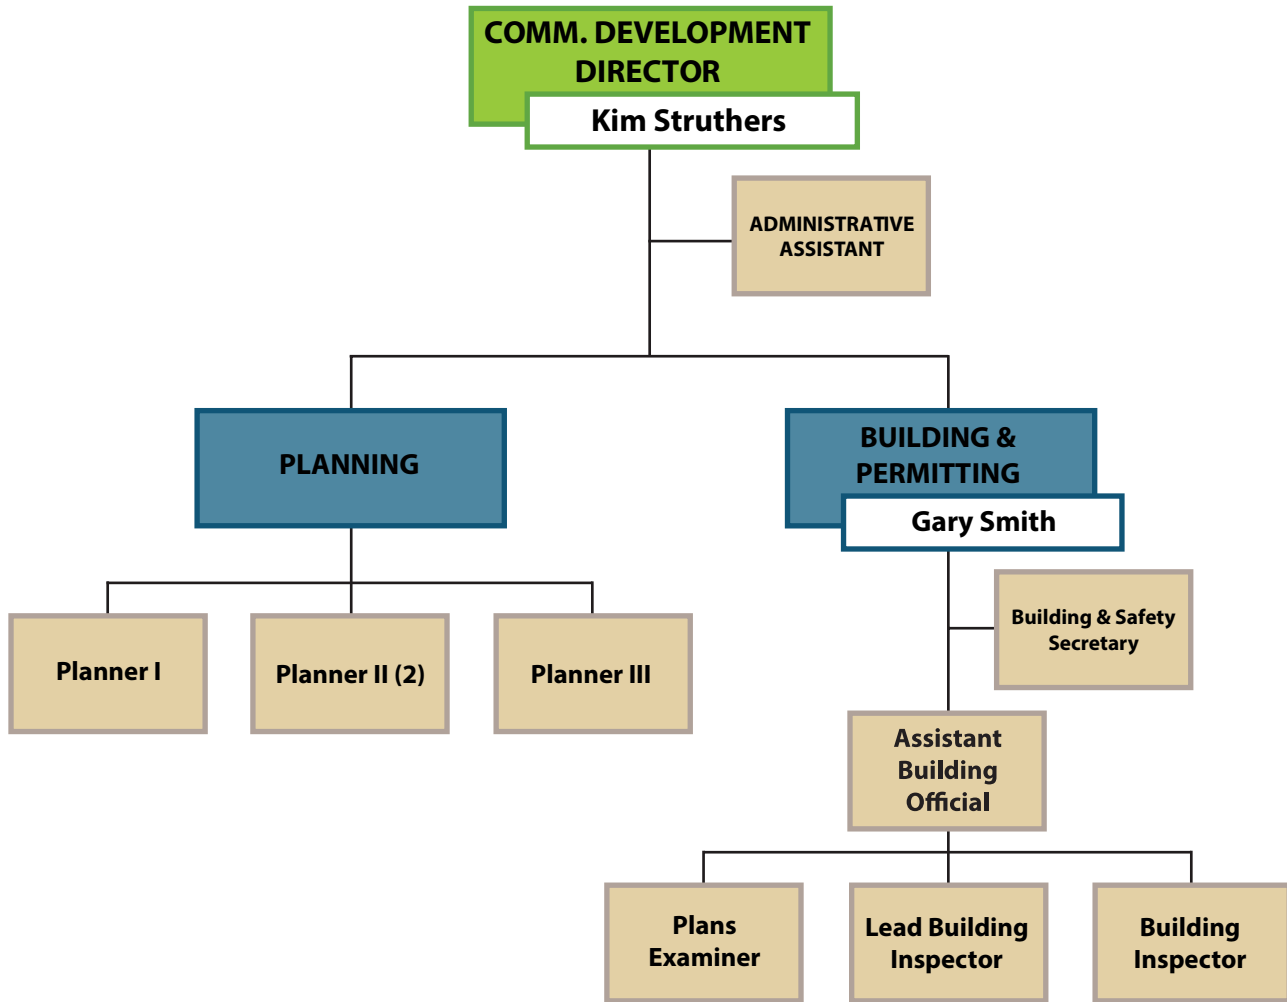 COMM. DEVELOPMENT
DIRECTOR
Kim Struthers
ADMINISTRATIVE
ASSISTANT
PLANNING
BUILDING &
PERMITTING
Gary Smith
Planner I
Planner II (2)
Planner III
Building & Safety
Secretary
Assistant
Building
Official
Plans
Examiner
Lead Building
Inspector
Building
Inspector